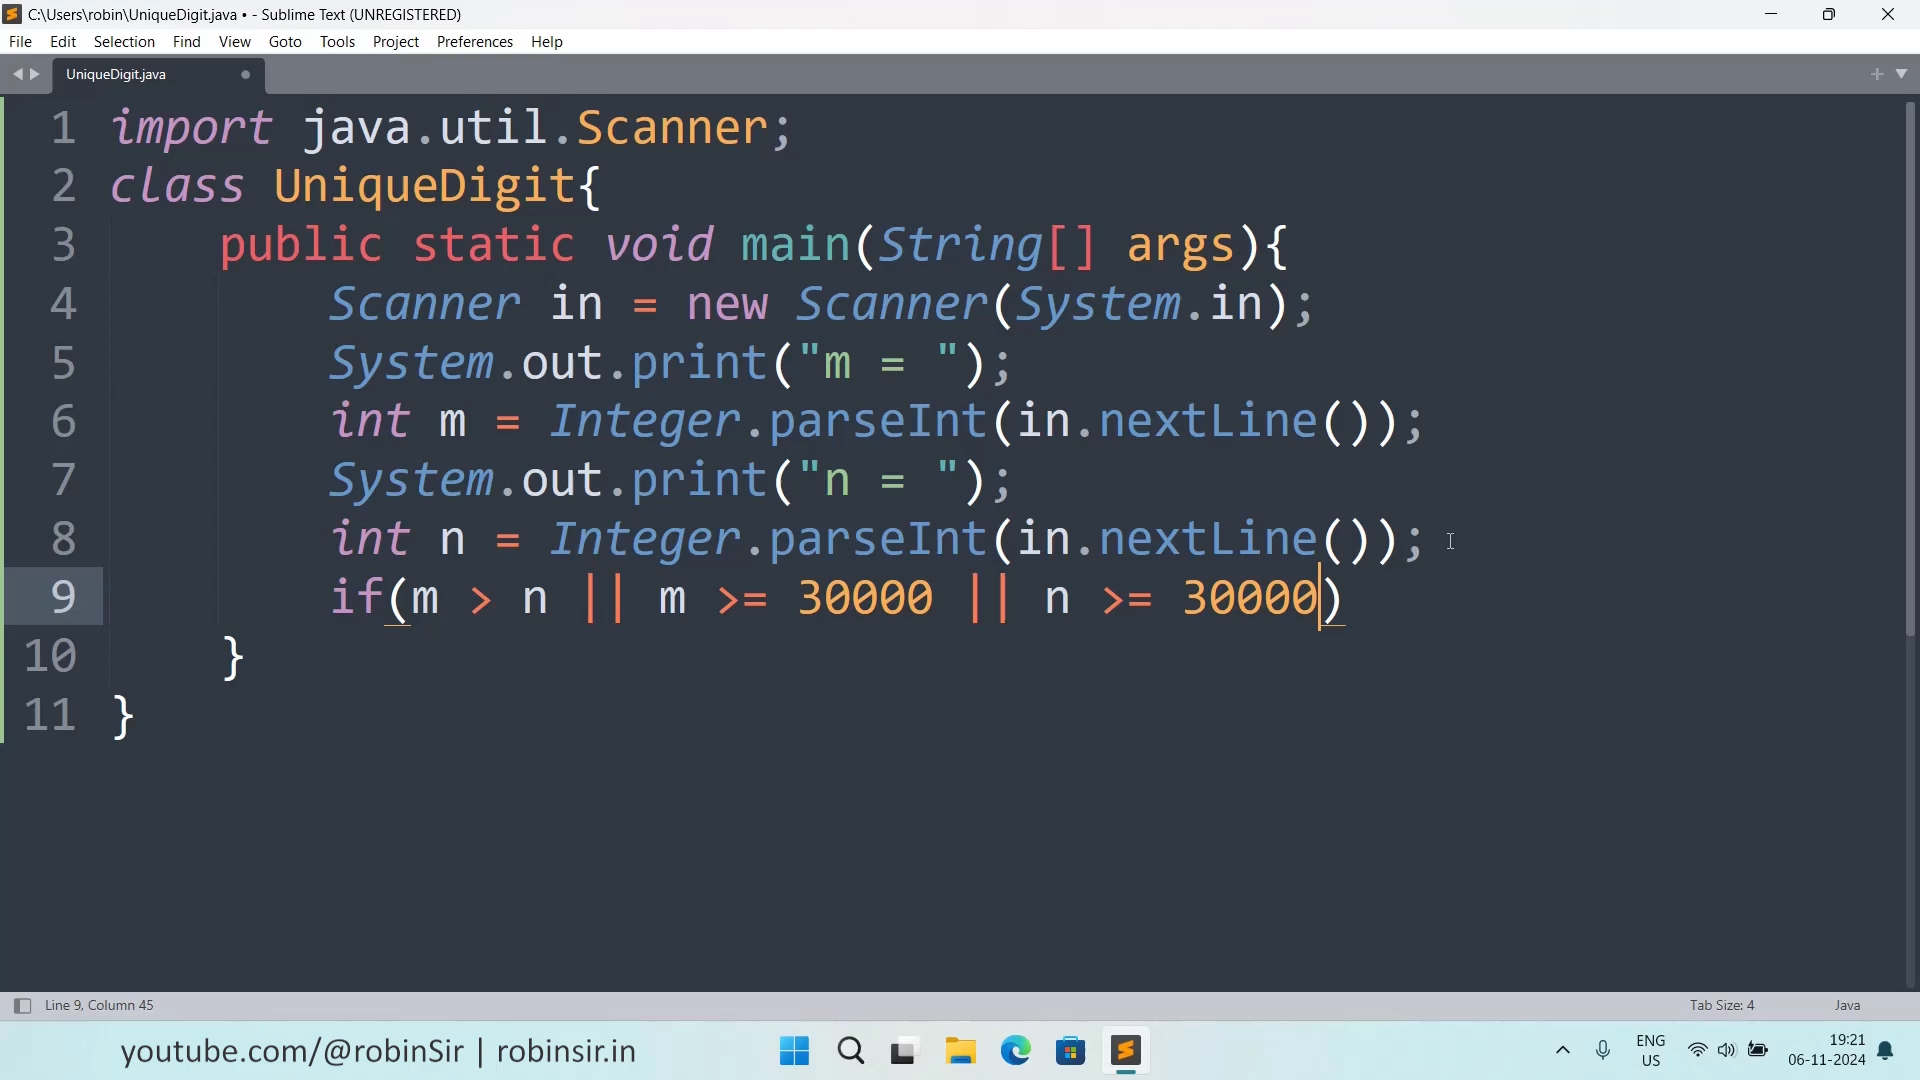 C:\Users\robin\UniqueDigit.java • - Sublime Text (UNREGISTERED)
File Edit Selection Find View Goto Tools Project Preferences Help
UniqueDigit.java
1 import java.util.Scanner;
2 class UniqueDigit{
3 public static void main(String[] args){
4 Scanner in = new Scanner(System.in);
5 System.out.print("m = ");
6 int m = Integer.parseInt(in.nextLine());
7 System.out.print("n = ");
8 int n = Integer.parseInt(in.nextLine());
9 if(m > n || m >= 30000 || n >= 30000)
10 }
11 }
Line 9, Column 45 Tab Size: 4 Java
youtube.com/@robinSir | robinsir.in
ENG
US
19:21
06-11-2024